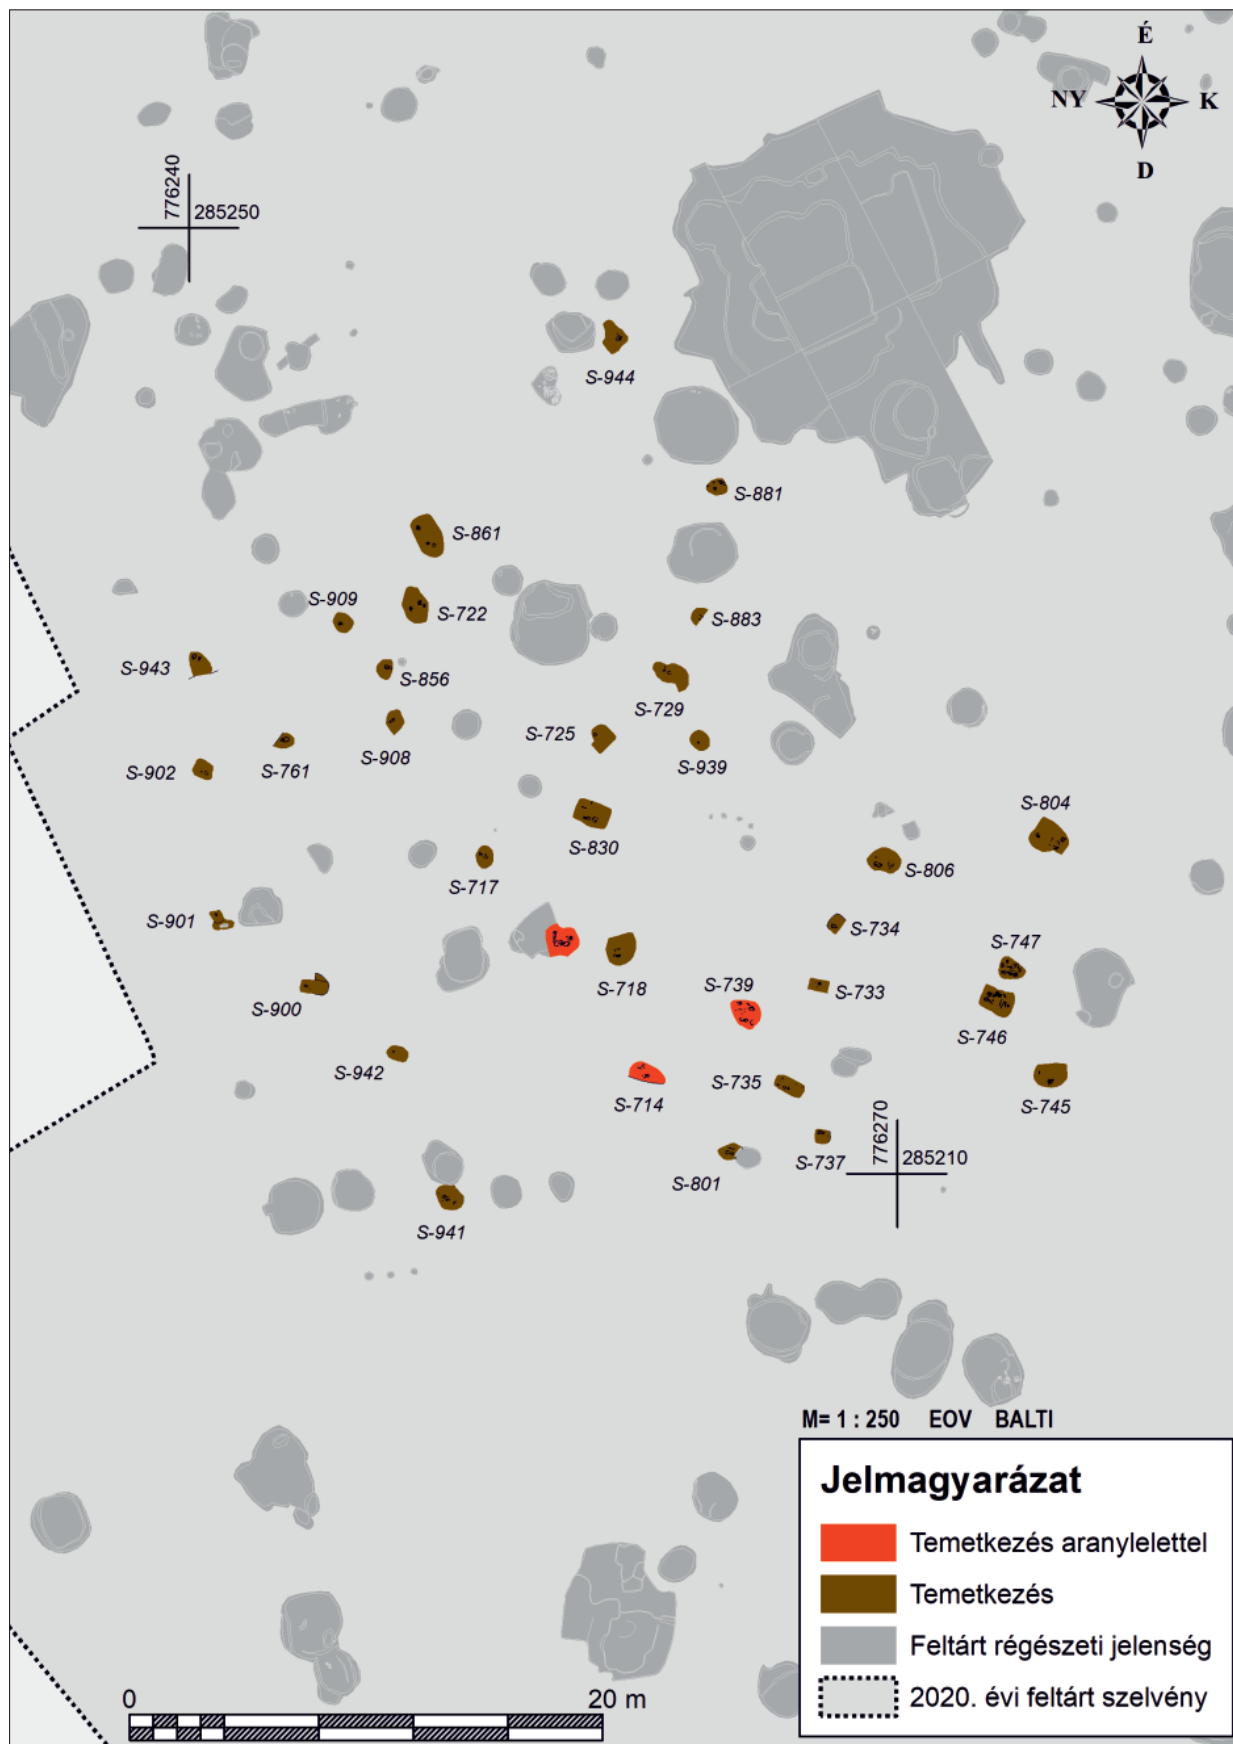 É
NY
K
D
776240
285250
S-944
S-881
S-861
S-909
S-722
S-883
S-943
S-856
S-729
S-725
S-908
S-939
S-902
S-761
S-804
S-830
S-806
S-717
S-901
S-734
S-747
S-718
S-739
S-733
S-900
S-746
S-942
S-735
S-714
S-745
776270
285210
S-737
S-801
S-941
M= 1 : 250 EOV BALTI
Jelmagyarázat
Temetkezés aranylelettel
Temetkezés
Feltárt régészeti jelenség
2020. évi feltárt szelvény
0
20 m